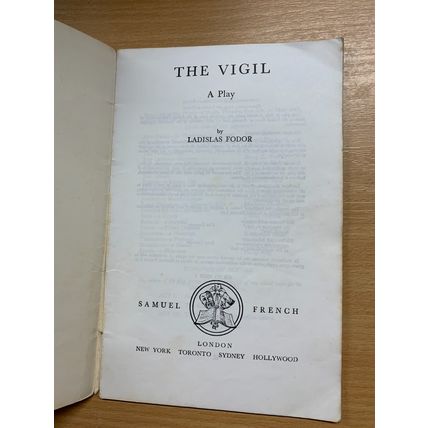 THE VIGIL
A Play
by
LADISLAS FODOR
SAMUEL FRENCH
LONDON
NEW YORK TORONTO SYDNEY HOLLYWOOD